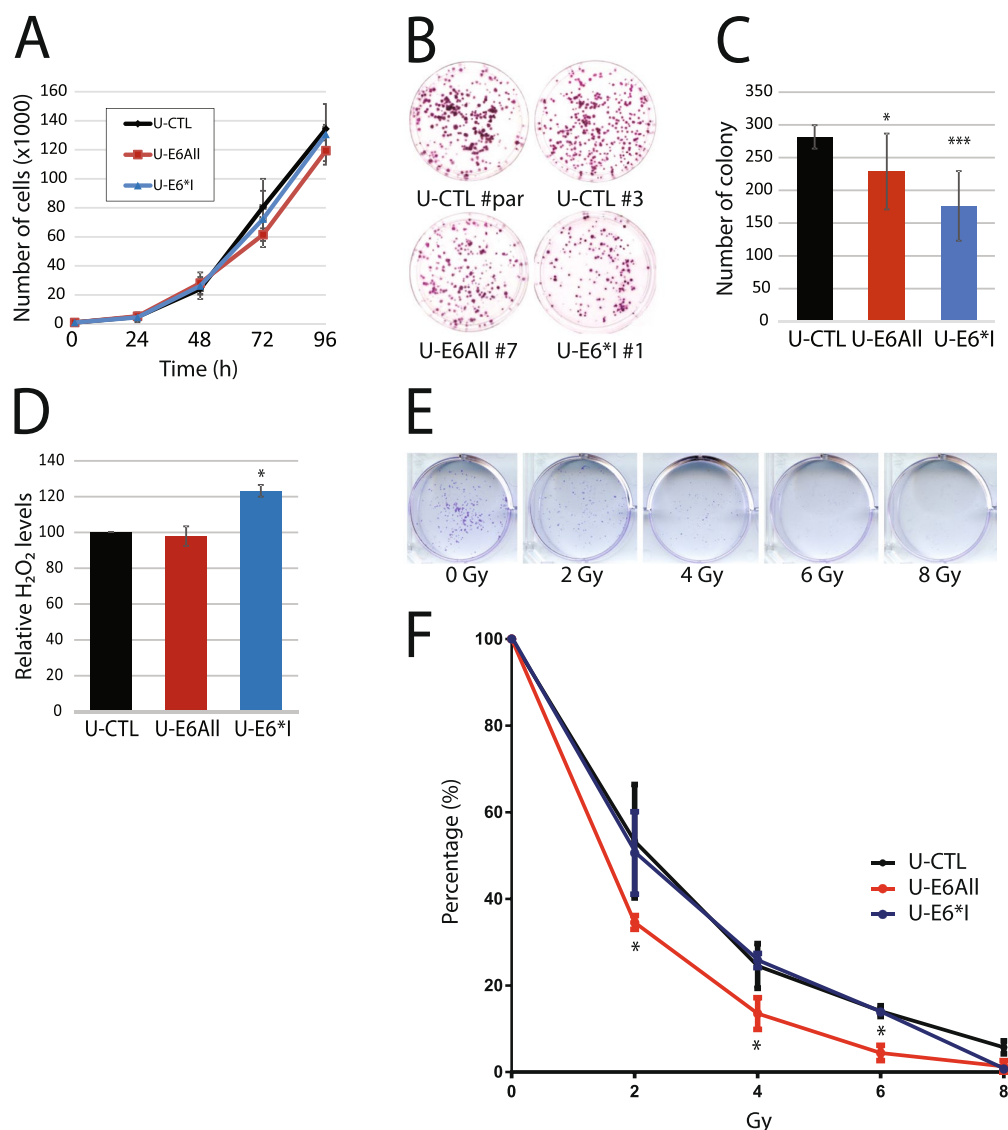 A
Number of cells (x1000)
160
140
120
100
80
60
40
20
0
U-CTL
U-E6All
U-E6*I
0 24 48 72 96
Time (h)
B
U-CTL #par U-CTL #3
U-E6All #7 U-E6*I #1
C
Number of colony
350
300
250
200
150
100
50
0
*
***
U-CTL U-E6All U-E6*I
D
Relative H₂O₂ levels
140
120
100
80
60
40
20
0
*
U-CTL U-E6All U-E6*I
E
0 Gy 2 Gy 4 Gy 6 Gy 8 Gy
F
Percentage (%)
100
80
60
40
20
0
*
*
*
U-CTL
U-E6All
U-E6*I
0 2 4 6 8
Gy